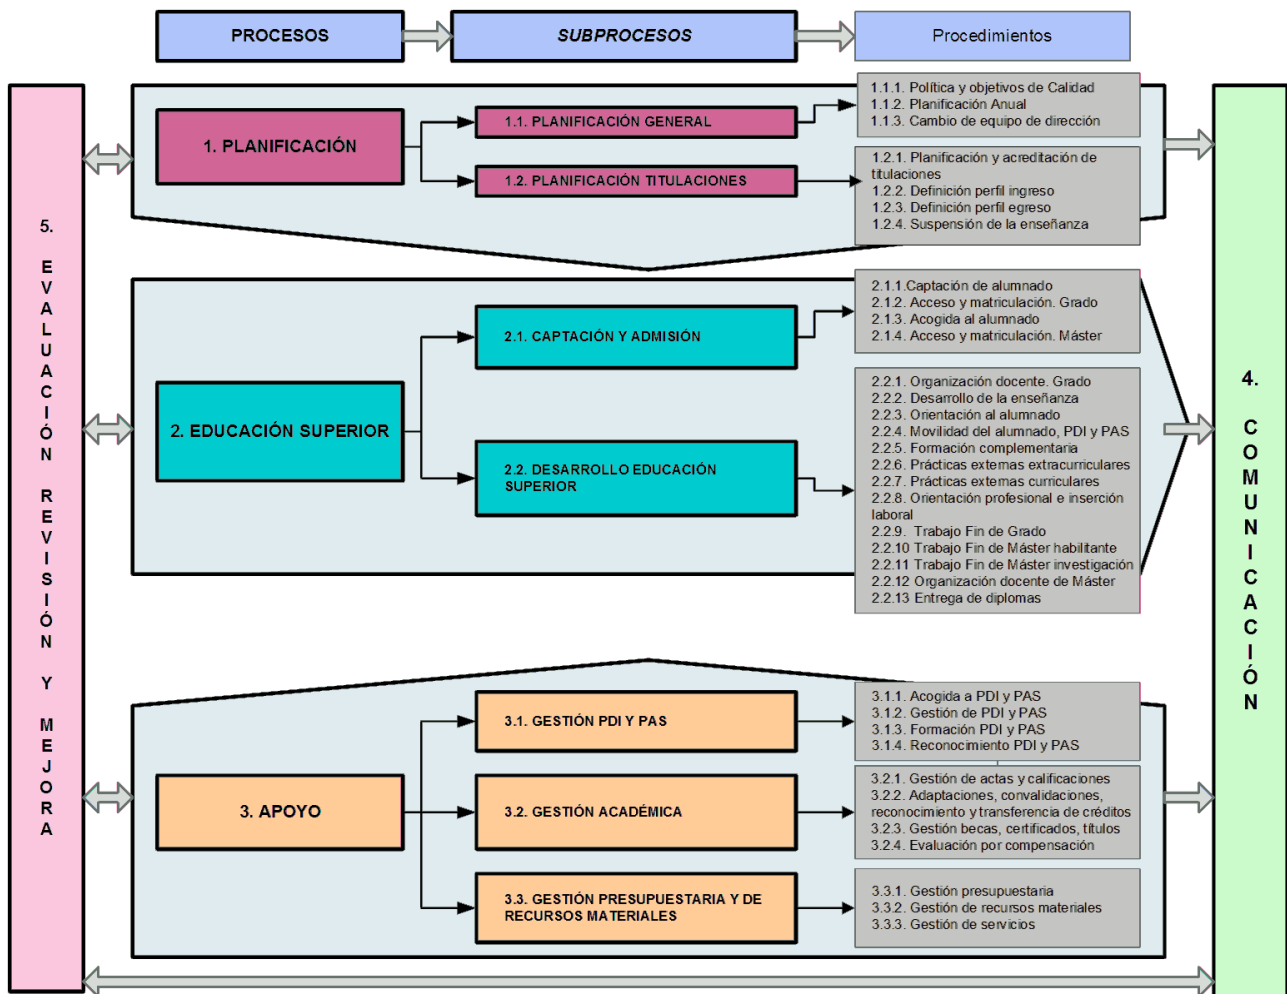 PROCESOS
SUBPROCESOS
Procedimientos
1. PLANIFICACIÓN
1.1. PLANIFICACIÓN GENERAL
1.1.1. Política y objetivos de Calidad
1.1.2. Planificación Anual
1.1.3. Cambio de equipo de dirección
1.2. PLANIFICACIÓN TITULACIONES
1.2.1. Planificación y acreditación de
titulaciones
1.2.2. Definición perfil ingreso
1.2.3. Definición perfil egreso
1.2.4. Suspensión de la enseñanza
2. EDUCACIÓN SUPERIOR
2.1. CAPTACIÓN Y ADMISIÓN
2.1.1.Captación de alumnado
2.1.2. Acceso y matriculación. Grado
2.1.3. Acogida al alumnado
2.1.4. Acceso y matriculación. Máster
2.2. DESARROLLO EDUCACIÓN
SUPERIOR
2.2.1. Organización docente. Grado
2.2.2. Desarrollo de la enseñanza
2.2.3. Orientación al alumnado
2.2.4. Movilidad del alumnado, PDI y PAS
2.2.5. Formación complementaria
2.2.6. Prácticas externas extracurriculares
2.2.7. Prácticas externas curriculares
2.2.8. Orientación profesional e inserción
laboral
2.2.9. Trabajo Fin de Grado
2.2.10 Trabajo Fin de Máster habilitante
2.2.11 Trabajo Fin de Máster investigación
2.2.12 Organización docente de Máster
2.2.13 Entrega de diplomas
3. APOYO
3.1. GESTIÓN PDI Y PAS
3.1.1. Acogida a PDI y PAS
3.1.2. Gestión de PDI y PAS
3.1.3. Formación PDI y PAS
3.1.4. Reconocimiento PDI y PAS
3.2. GESTIÓN ACADÉMICA
3.2.1. Gestión de actas y calificaciones
3.2.2. Adaptaciones, convalidaciones,
reconocimiento y transferencia de créditos
3.2.3. Gestión becas, certificados, títulos
3.2.4. Evaluación por compensación
3.3. GESTIÓN PRESUPUESTARIA Y DE
RECURSOS MATERIALES
3.3.1. Gestión presupuestaria
3.3.2. Gestión de recursos materiales
3.3.3. Gestión de servicios
4. COMUNICACIÓN
5. EVALUACIÓN REVISIÓN Y MEJORA